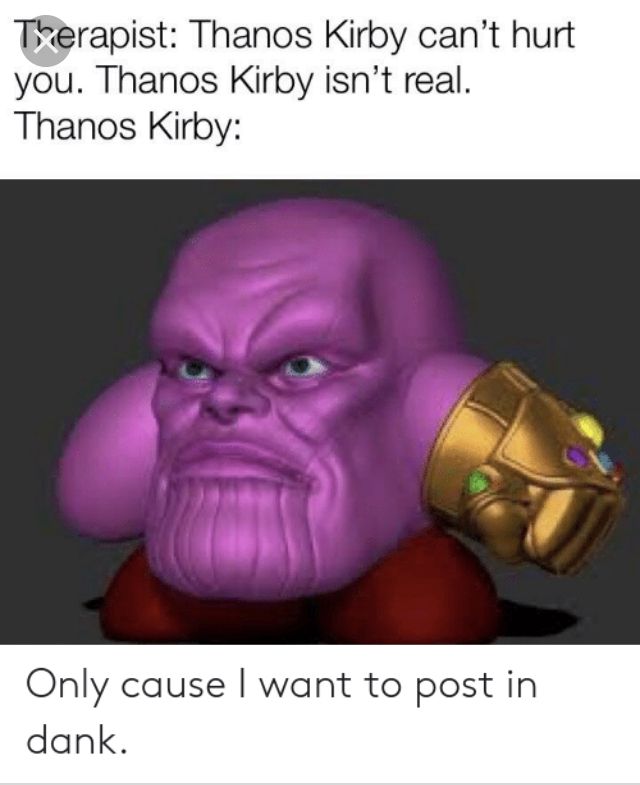 Therapist: Thanos Kirby can't hurt
you. Thanos Kirby isn't real.
Thanos Kirby:
Only cause I want to post in
dank.